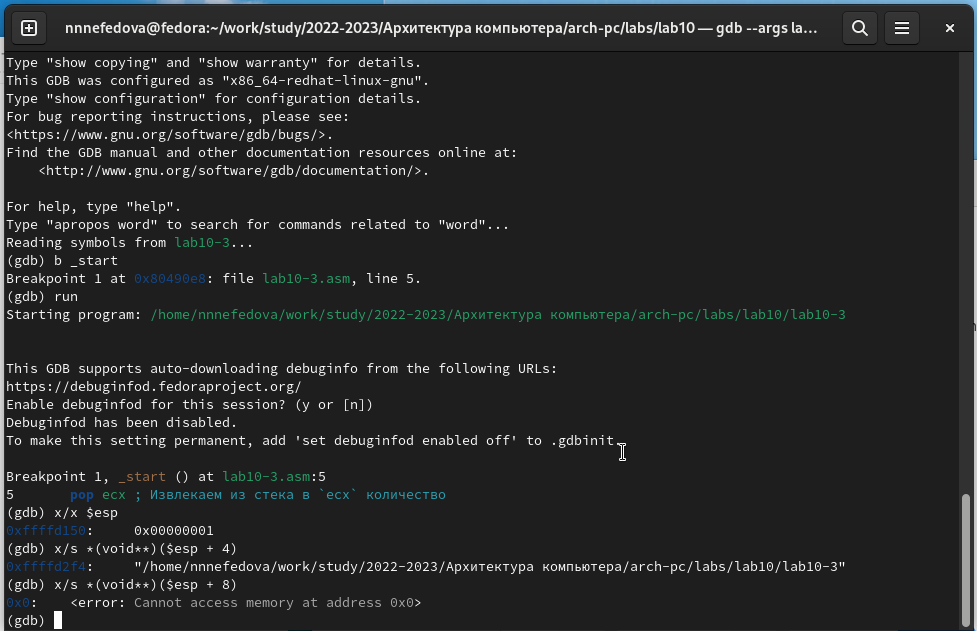 nnnefedova@fedora:~/work/study/2022-2023/Архитектура компьютера/arch-pc/labs/lab10 — gdb --args la...
Type "show copying" and "show warranty" for details.
This GDB was configured as "x86_64-redhat-linux-gnu".
Type "show configuration" for configuration details.
For bug reporting instructions, please see:
<https://www.gnu.org/software/gdb/bugs/>.
Find the GDB manual and other documentation resources online at:
    <http://www.gnu.org/software/gdb/documentation/>.
For help, type "help".
Type "apropos word" to search for commands related to "word"...
Reading symbols from lab10-3...
(gdb) b _start
Breakpoint 1 at 0x80490e8: file lab10-3.asm, line 5.
(gdb) run
Starting program: /home/nnnefedova/work/study/2022-2023/Архитектура компьютера/arch-pc/labs/lab10/lab10-3
This GDB supports auto-downloading debuginfo from the following URLs:
https://debuginfod.fedoraproject.org/
Enable debuginfod for this session? (y or [n])
Debuginfod has been disabled.
To make this setting permanent, add 'set debuginfod enabled off' to .gdbinit.
Breakpoint 1, _start () at lab10-3.asm:5
5       pop ecx ; Извлекаем из стека в `ecx` количество
(gdb) x/x $esp
0xffffd150:     0x00000001
(gdb) x/s *(void**)($esp + 4)
0xffffd2f4:     "/home/nnnefedova/work/study/2022-2023/Архитектура компьютера/arch-pc/labs/lab10/lab10-3"
(gdb) x/s *(void**)($esp + 8)
0x0:    <error: Cannot access memory at address 0x0>
(gdb)